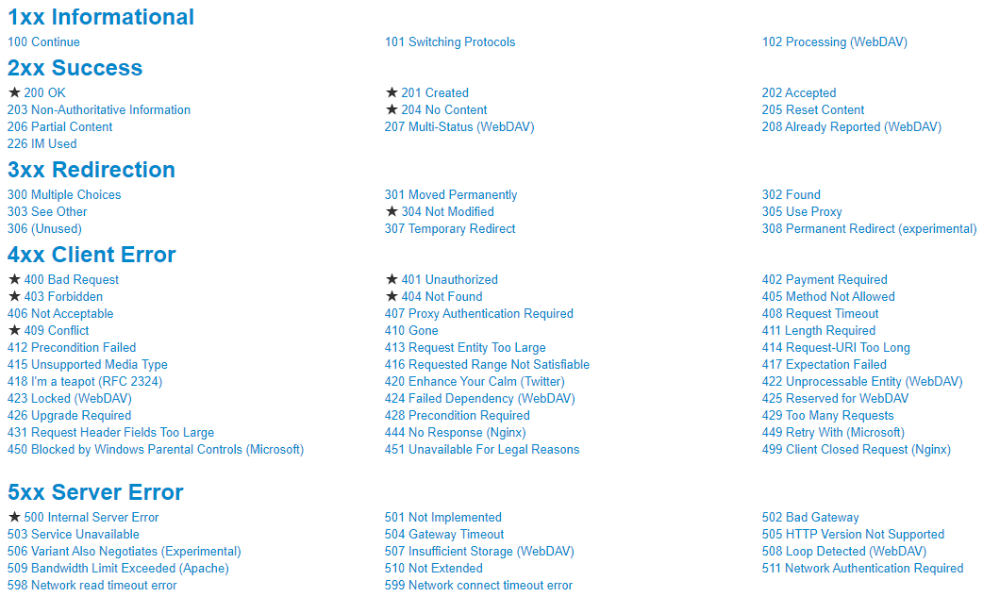 1xx Informational
100 Continue 101 Switching Protocols 102 Processing (WebDAV)
2xx Success
★ 200 OK ★ 201 Created 202 Accepted
203 Non-Authoritative Information ★ 204 No Content 205 Reset Content
206 Partial Content 207 Multi-Status (WebDAV) 208 Already Reported (WebDAV)
226 IM Used
3xx Redirection
300 Multiple Choices 301 Moved Permanently 302 Found
303 See Other ★ 304 Not Modified 305 Use Proxy
306 (Unused) 307 Temporary Redirect 308 Permanent Redirect (experimental)
4xx Client Error
★ 400 Bad Request ★ 401 Unauthorized 402 Payment Required
★ 403 Forbidden ★ 404 Not Found 405 Method Not Allowed
406 Not Acceptable 407 Proxy Authentication Required 408 Request Timeout
★ 409 Conflict 410 Gone 411 Length Required
412 Precondition Failed 413 Request Entity Too Large 414 Request-URI Too Long
415 Unsupported Media Type 416 Requested Range Not Satisfiable 417 Expectation Failed
418 I'm a teapot (RFC 2324) 420 Enhance Your Calm (Twitter) 422 Unprocessable Entity (WebDAV)
423 Locked (WebDAV) 424 Failed Dependency (WebDAV) 425 Reserved for WebDAV
426 Upgrade Required 428 Precondition Required 429 Too Many Requests
431 Request Header Fields Too Large 444 No Response (Nginx) 449 Retry With (Microsoft)
450 Blocked by Windows Parental Controls (Microsoft) 451 Unavailable For Legal Reasons 499 Client Closed Request (Nginx)
5xx Server Error
★ 500 Internal Server Error 501 Not Implemented 502 Bad Gateway
503 Service Unavailable 504 Gateway Timeout 505 HTTP Version Not Supported
506 Variant Also Negotiates (Experimental) 507 Insufficient Storage (WebDAV) 508 Loop Detected (WebDAV)
509 Bandwidth Limit Exceeded (Apache) 510 Not Extended 511 Network Authentication Required
598 Network read timeout error 599 Network connect timeout error